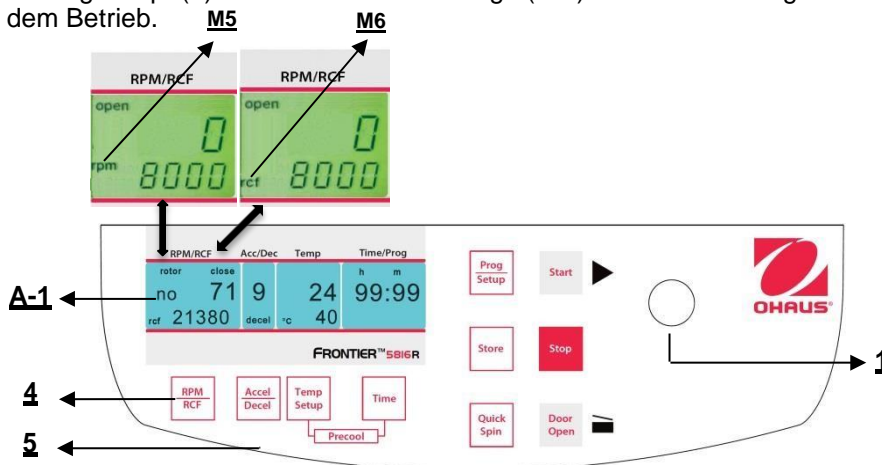 dem Betrieb.
M5
M6
RPM/RCF
RPM/RCF
open
0
rpm
8000
open
0
rcf
8000
RPM/RCF Acc/Dec Temp Time/Prog
rotor close h m
no 71 9 24 99:99
rcf 21380 decel °C 40
FRONTIER™5816R
A-1
4
5
RPM
RCF
Accel
Decel
Temp
Setup
Time
Precool
Prog
Setup
Start
Store
Stop
Quick
Spin
Door
Open
OHAUS®
1